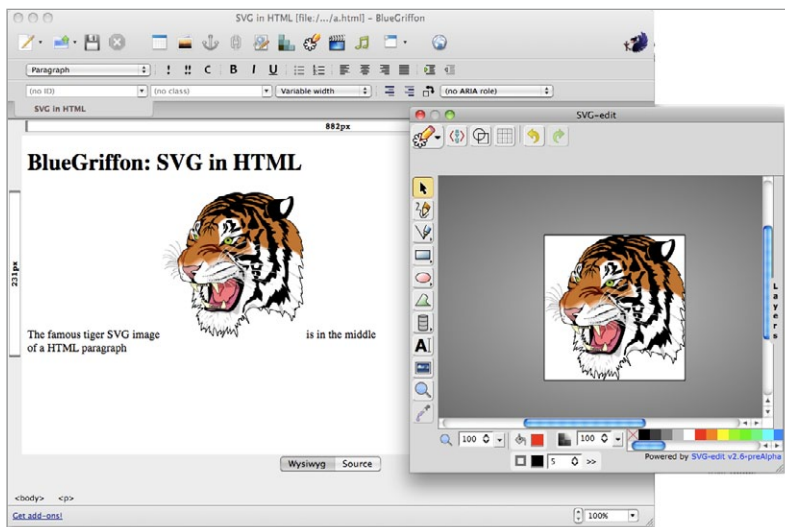 SVG in HTML [file:/.../a.html] - BlueGriffon
Paragraph ! !! C B I U
(no ID) (no class) Variable width (no ARIA role)
SVG in HTML
882px
231px
BlueGriffon: SVG in HTML
The famous tiger SVG image is in the middle
of a HTML paragraph
Wysiwyg Source
<body> <p>
Get add-ons! 100%
SVG-edit
Layers
A
100 100
5 >>
Powered by SVG-edit v2.6-preAlpha